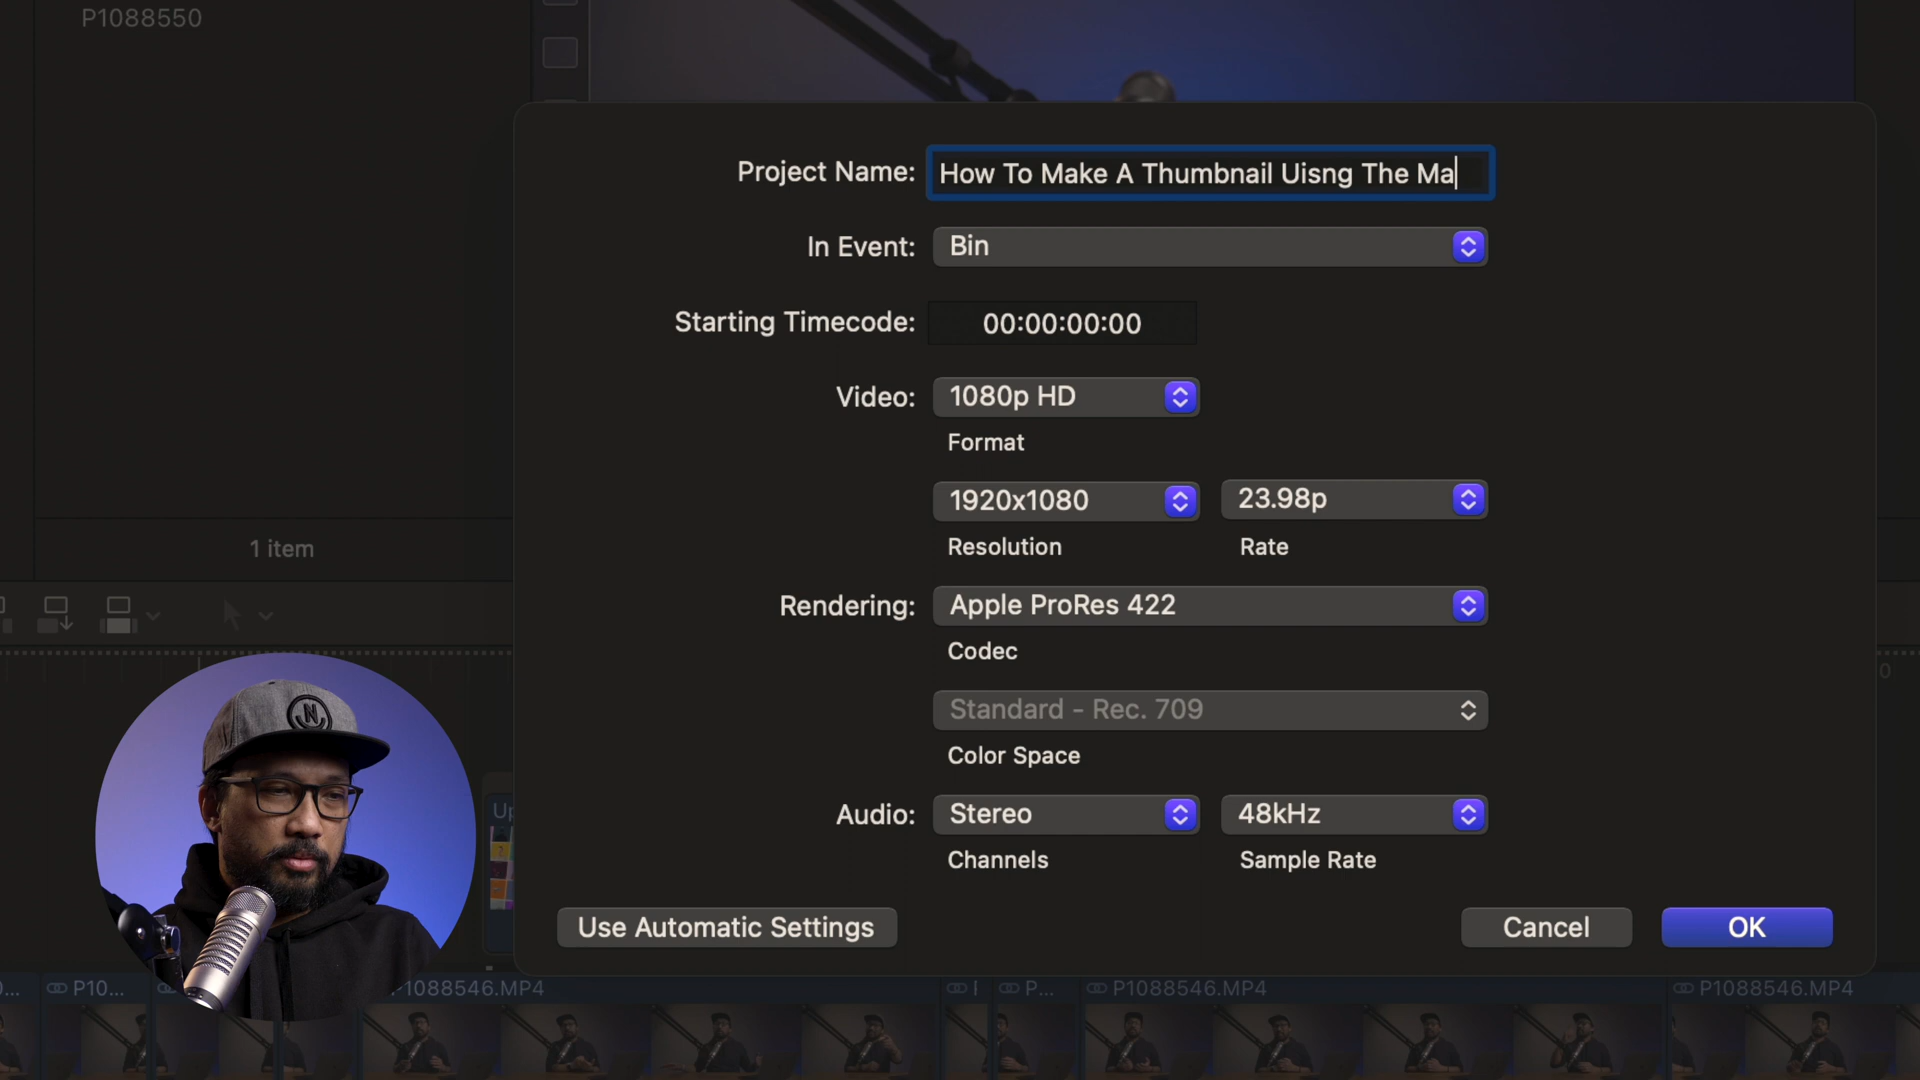 P1088550
Project Name: How To Make A Thumbnail Uisng The Ma
In Event: Bin
Starting Timecode: 00:00:00:00
Video: 1080p HD
Format
1920x1080 23.98p
Resolution Rate
1 item
Rendering: Apple ProRes 422
Codec
Standard - Rec. 709
Color Space
N
Up
Audio: Stereo 48kHz
Channels Sample Rate
Use Automatic Settings Cancel OK
P10... P1088546.MP4 P... P1088546.MP4 P1088546.MP4